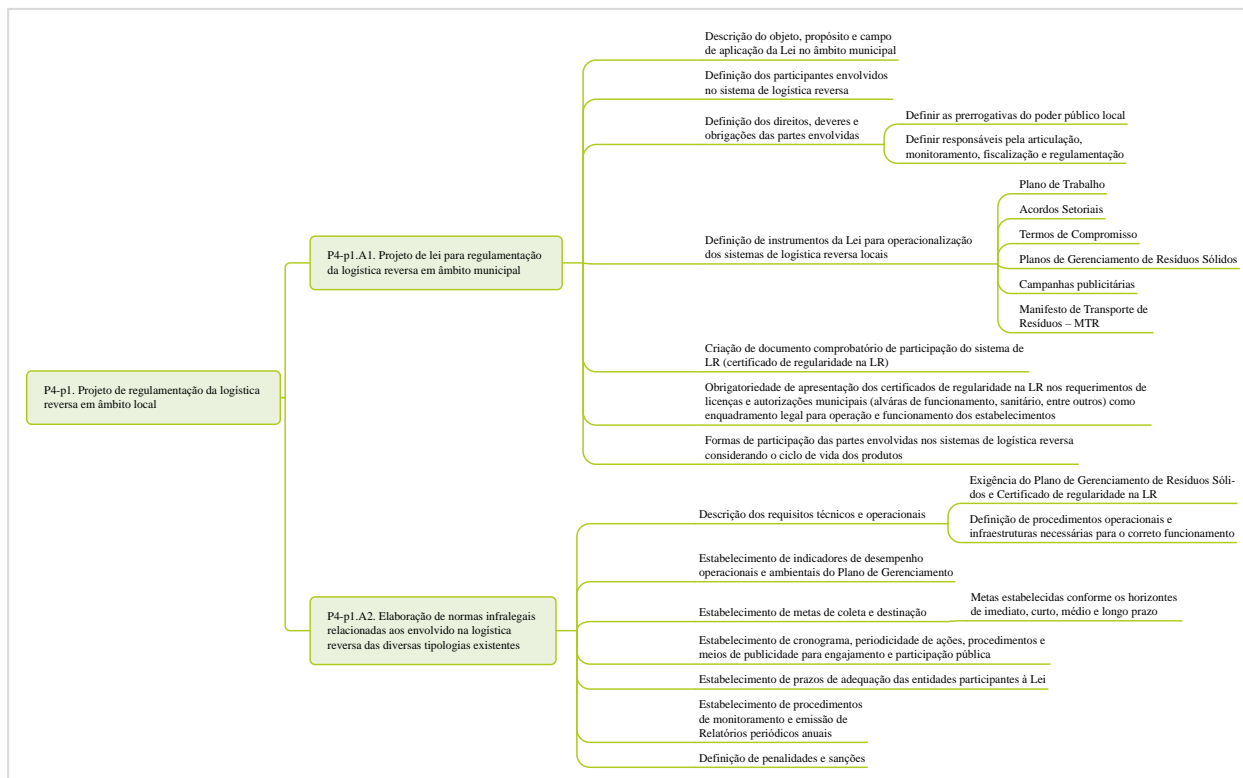 P4-p1. Projeto de regulamentação da logística
reversa em âmbito local
P4-p1.A1. Projeto de lei para regulamentação
da logística reversa em âmbito municipal
Descrição do objeto, propósito e campo
de aplicação da Lei no âmbito municipal
Definição dos participantes envolvidos
no sistema de logística reversa
Definição dos direitos, deveres e
obrigações das partes envolvidas
Definir as prerrogativas do poder público local
Definir responsáveis pela articulação,
monitoramento, fiscalização e regulamentação
Definição de instrumentos da Lei para operacionalização
dos sistemas de logística reversa locais
Plano de Trabalho
Acordos Setoriais
Termos de Compromisso
Planos de Gerenciamento de Resíduos Sólidos
Campanhas publicitárias
Manifesto de Transporte de
Resíduos – MTR
Criação de documento comprobatório de participação do sistema de
LR (certificado de regularidade na LR)
Obrigatoriedade de apresentação dos certificados de regularidade na LR nos requerimentos de
licenças e autorizações municipais (alváras de funcionamento, sanitário, entre outros) como
enquadramento legal para operação e funcionamento dos estabelecimentos
Formas de participação das partes envolvidas nos sistemas de logística reversa
considerando o ciclo de vida dos produtos
P4-p1.A2. Elaboração de normas infralegais
relacionadas aos envolvido na logística
reversa das diversas tipologias existentes
Descrição dos requisitos técnicos e operacionais
Exigência do Plano de Gerenciamento de Resíduos Sóli-
dos e Certificado de regularidade na LR
Definição de procedimentos operacionais e
infraestruturas necessárias para o correto funcionamento
Estabelecimento de indicadores de desempenho
operacionais e ambientais do Plano de Gerenciamento
Estabelecimento de metas de coleta e destinação
Metas estabelecidas conforme os horizontes
de imediato, curto, médio e longo prazo
Estabelecimento de cronograma, periodicidade de ações, procedimentos e
meios de publicidade para engajamento e participação pública
Estabelecimento de prazos de adequação das entidades participantes à Lei
Estabelecimento de procedimentos
de monitoramento e emissão de
Relatórios periódicos anuais
Definição de penalidades e sanções